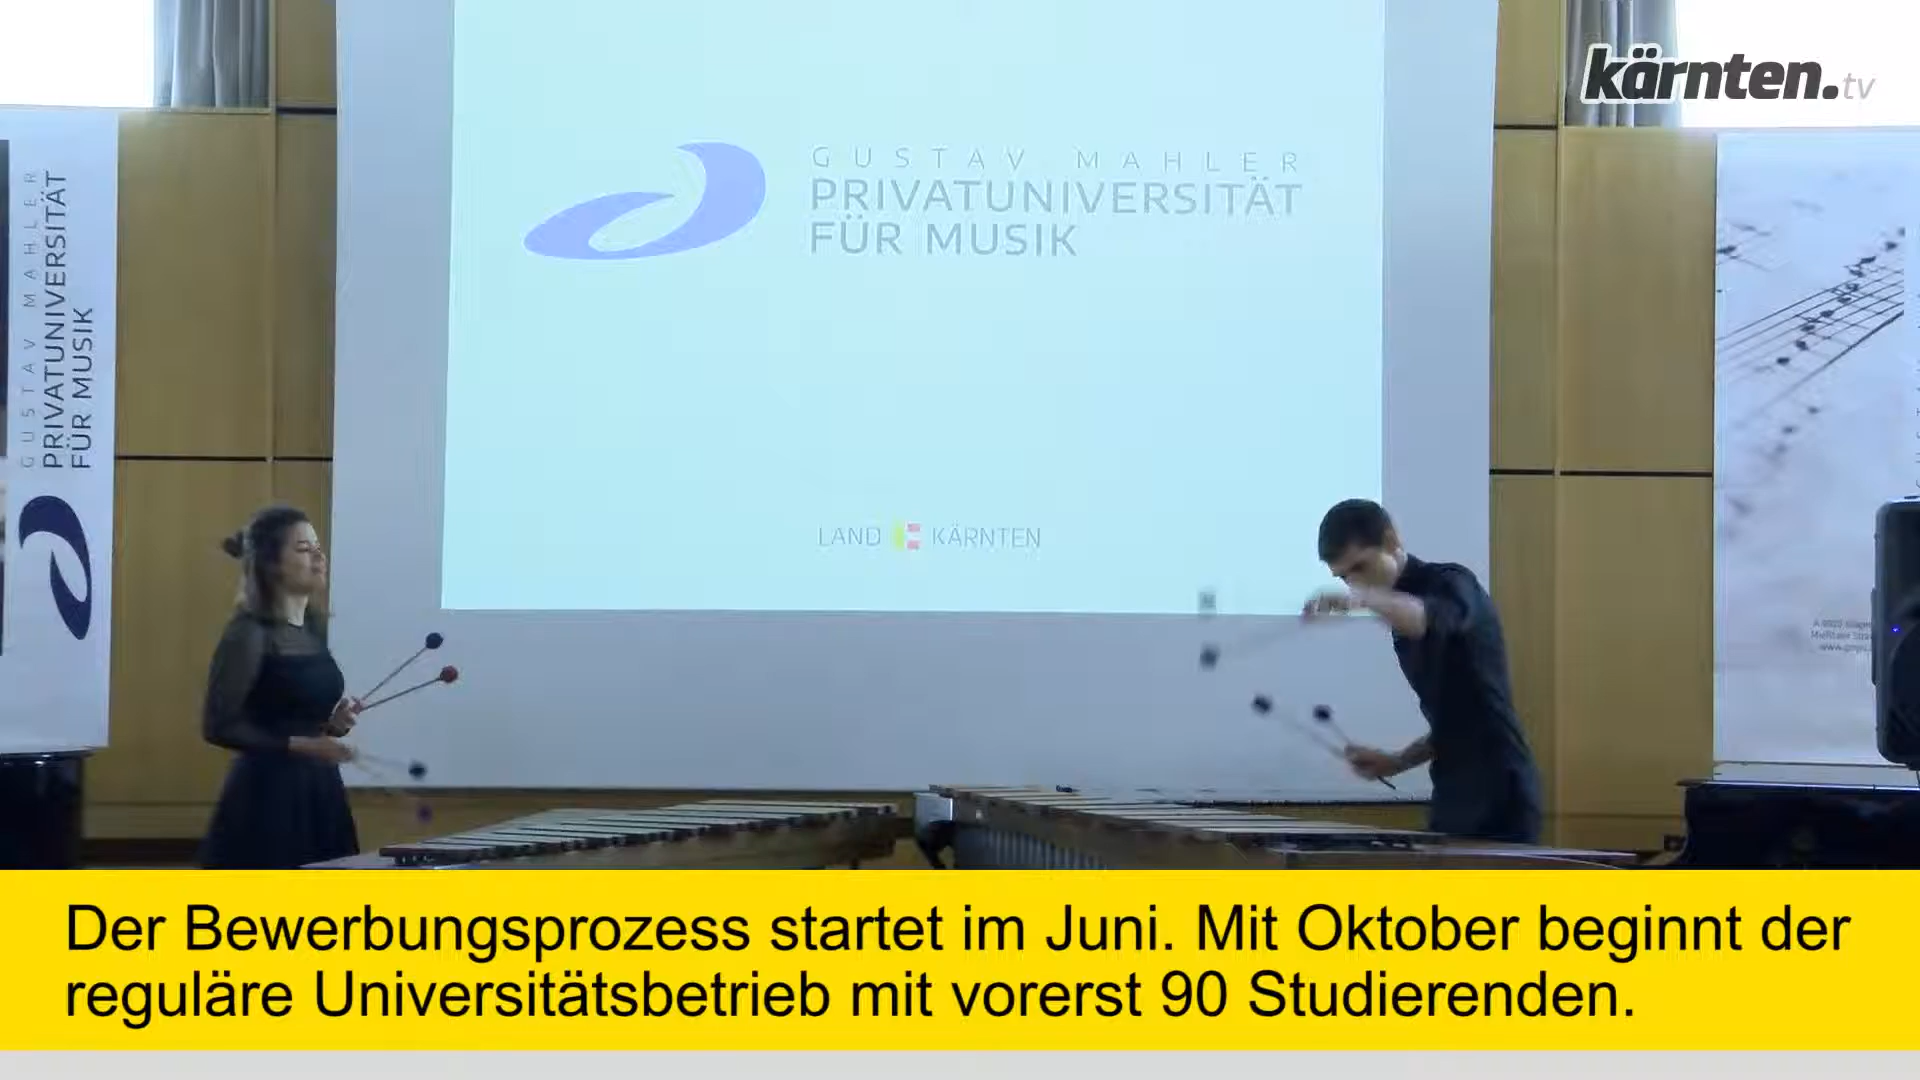 kärnten.tv
GUSTAV MAHLER
PRIVATUNIVERSITÄT
FÜR MUSIK
LAND KÄRNTEN
GUSTAV MAHLER
PRIVATUNIVERSITÄT
FÜR MUSIK
Der Bewerbungsprozess startet im Juni. Mit Oktober beginnt der
reguläre Universitätsbetrieb mit vorerst 90 Studierenden.